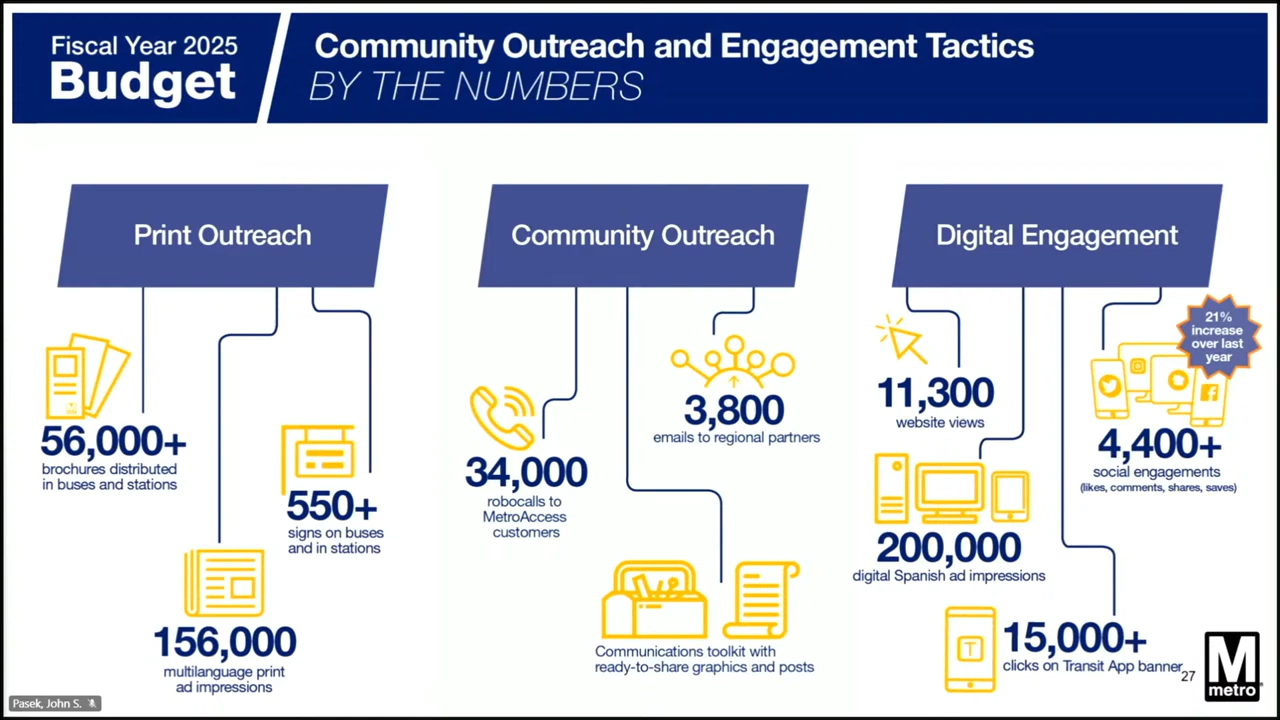 Fiscal Year 2025
Budget
Community Outreach and Engagement Tactics
BY THE NUMBERS
Print Outreach
56,000+
brochures distributed
in buses and stations
550+
signs on buses
and in stations
156,000
multilanguage print
ad impressions
Community Outreach
34,000
robocalls to
MetroAccess
customers
3,800
emails to regional partners
Communications toolkit with
ready-to-share graphics and posts
Digital Engagement
11,300
website views
21%
increase
over last
year
4,400+
social engagements
(likes, comments, shares, saves)
200,000
digital Spanish ad impressions
T
15,000+
clicks on Transit App banner
27
M
metro
Pasek, John S.